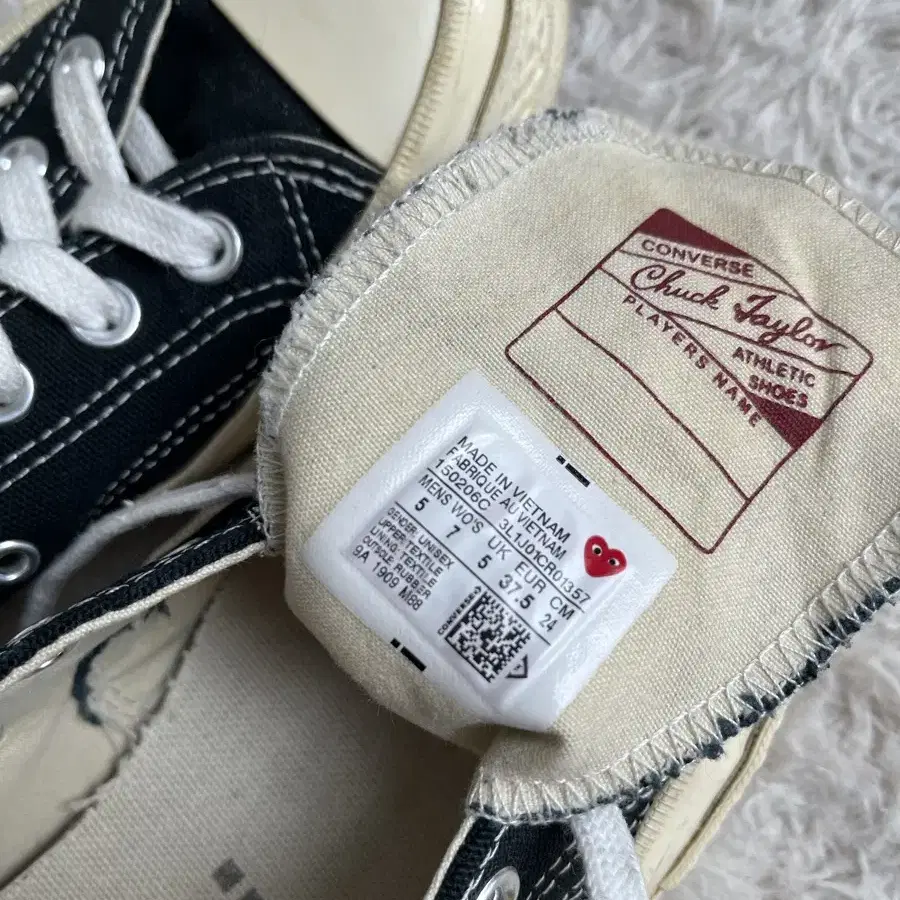 CONVERSE
Chuck Taylor
ATHLETIC
SHOES
PLAYERS NAME
MADE IN VIETNAM
FABRIQUE AU VIETNAM
150206C 3L1J01CR01357
MENS WO'S UK EUR CM
5 7 5 37.5 24
GENDER: UNISEX
UPPER: TEXTILE
LINING: TEXTILE
OUTSOLE: RUBBER
9A 1909 M88
CONVERSE